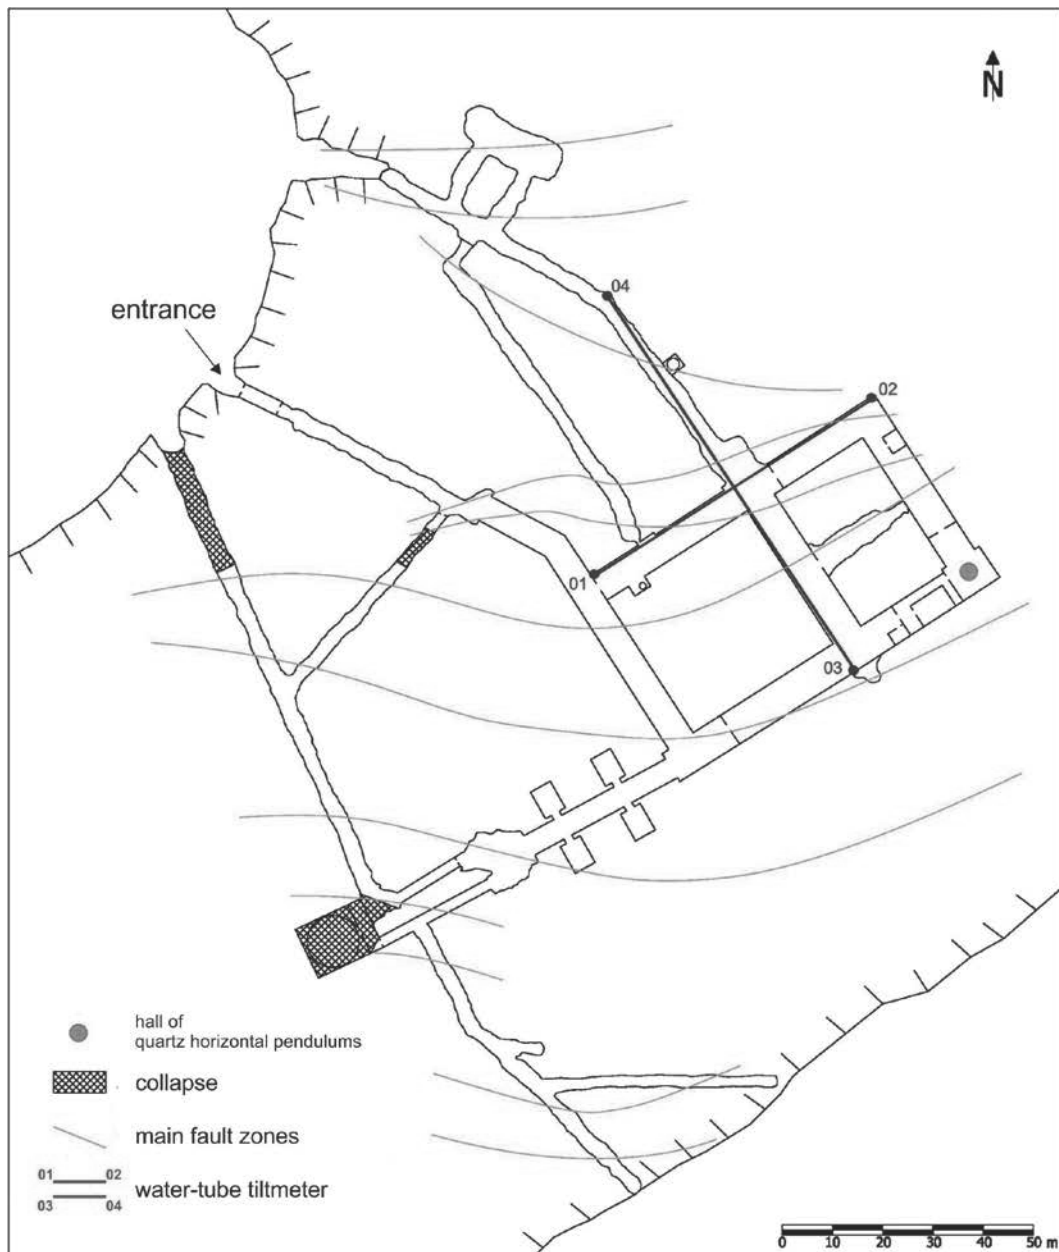 N
04
entrance
02
01
03
hall of
quartz horizontal pendulums
collapse
main fault zones
01 02
03 04
water-tube tiltmeter
0 10 20 30 40 50 m